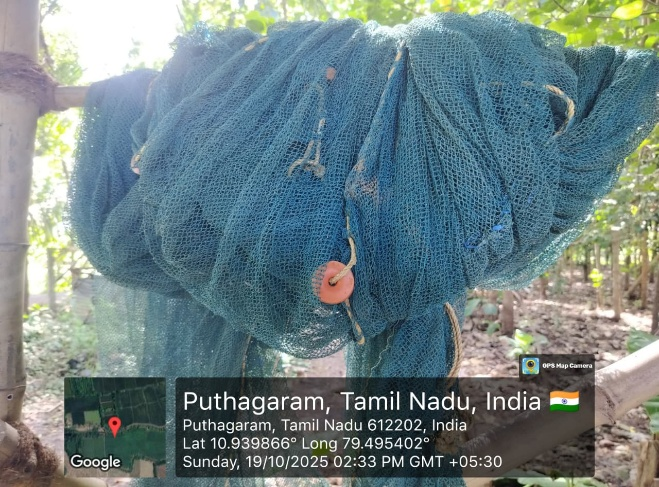 GPS Map Camera
Puthagaram, Tamil Nadu, India 🇮🇳
Puthagaram, Tamil Nadu 612202, India
Lat 10.939866° Long 79.495402°
Sunday, 19/10/2025 02:33 PM GMT +05:30
Google